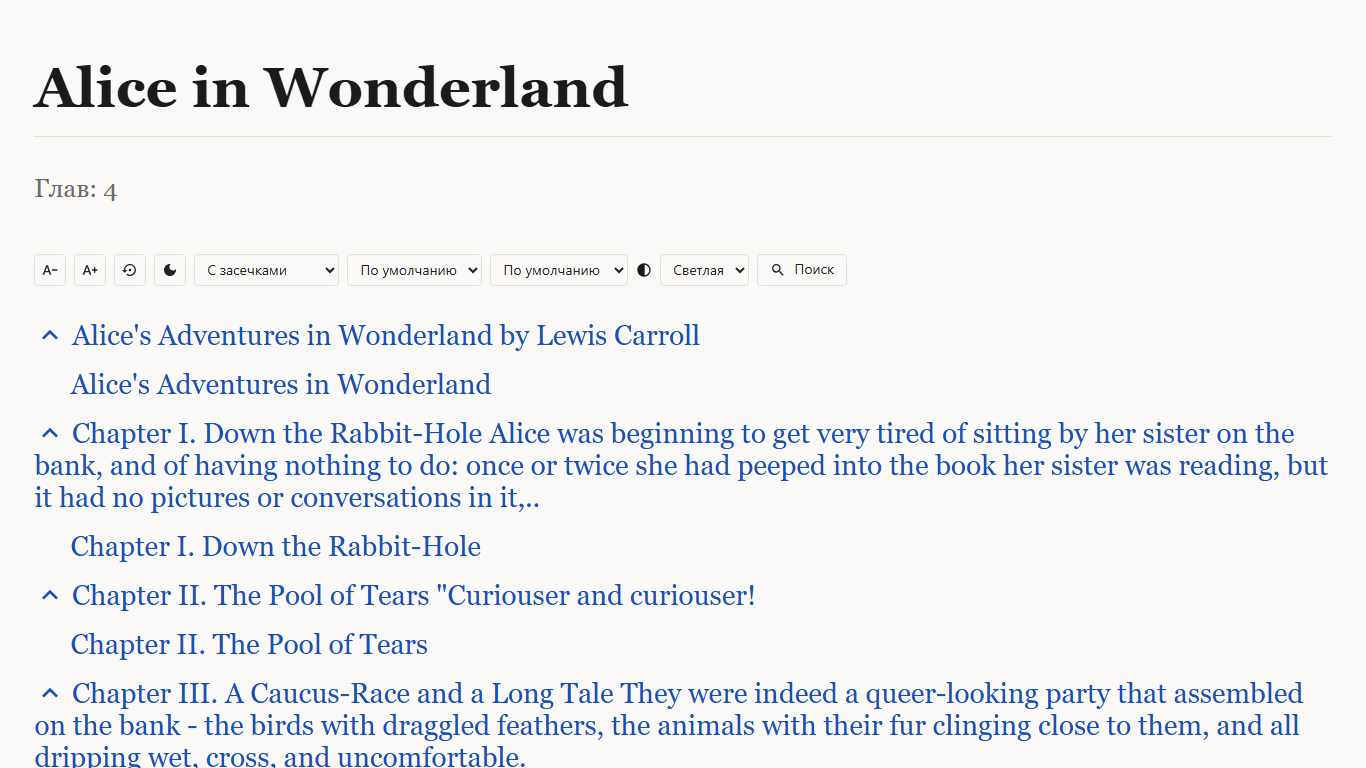 Alice in Wonderland
Глав: 4
A− A+ С засечками По умолчанию По умолчанию Светлая Поиск
Alice's Adventures in Wonderland by Lewis Carroll
Alice's Adventures in Wonderland
Chapter I. Down the Rabbit-Hole Alice was beginning to get very tired of sitting by her sister on the
bank, and of having nothing to do: once or twice she had peeped into the book her sister was reading, but
it had no pictures or conversations in it,..
Chapter I. Down the Rabbit-Hole
Chapter II. The Pool of Tears "Curiouser and curiouser!
Chapter II. The Pool of Tears
Chapter III. A Caucus-Race and a Long Tale They were indeed a queer-looking party that assembled
on the bank - the birds with draggled feathers, the animals with their fur clinging close to them, and all
dripping wet, cross, and uncomfortable.